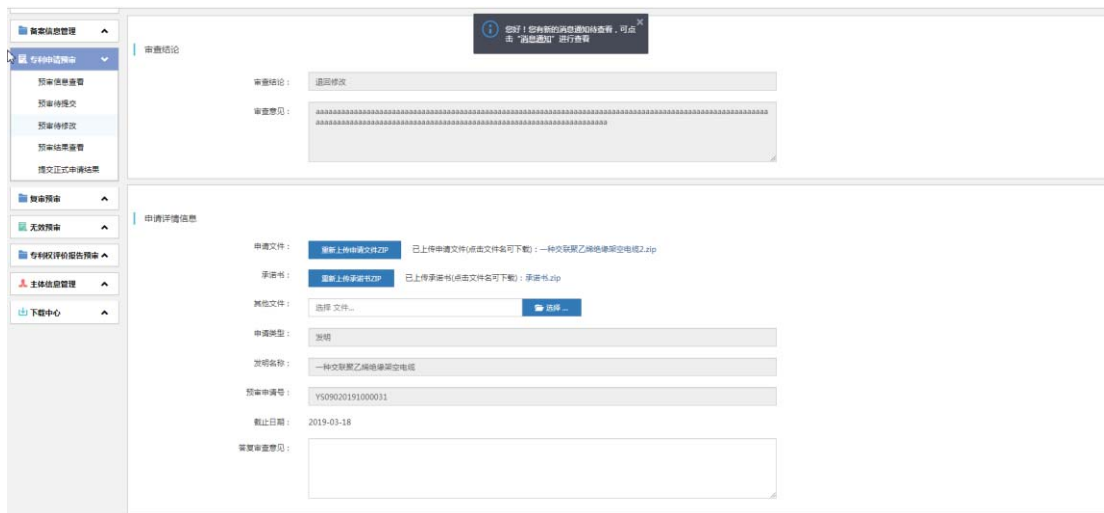 备案信息管理
专利申请预审
预审信息查看
预审待提交
预审待修改
预审结果查看
提交正式申请结果
复审预审
无效预审
专利权评价报告预审
主体信息管理
下载中心
您好！您有新的消息通知待查看，可点
击“消息通知”进行查看
审查结论
审查结论： 退回修改
审查意见：
申请详情信息
申请文件： 重新上传申请文件ZIP 已上传申请文件(点击文件名可下载)：一种交联聚乙烯绝缘架空电缆2.zip
承诺书： 重新上传承诺书ZIP 已上传承诺书(点击文件名可下载)：承诺书.zip
其他文件： 选择 文件... 选择 ...
申请类型： 发明
发明名称： 一种交联聚乙烯绝缘架空电缆
预审申请号： YS09020191000031
截止日期： 2019-03-18
答复审查意见：